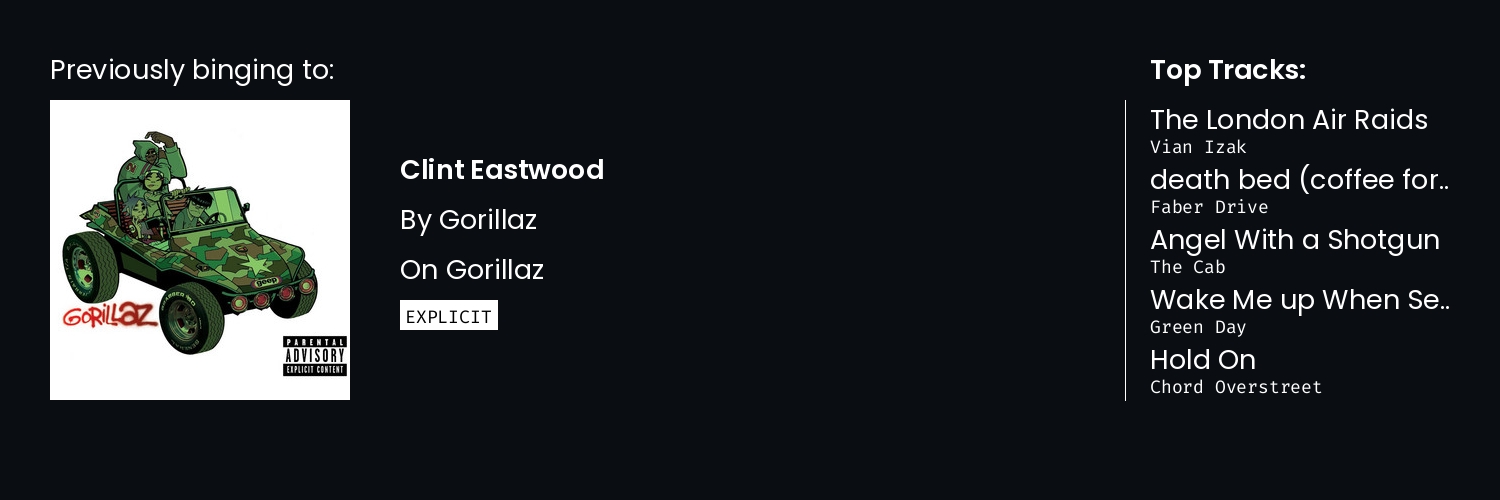 Previously binging to:
GORILLAZ
Jeep
PARENTAL
ADVISORY
EXPLICIT CONTENT
Clint Eastwood
By Gorillaz
On Gorillaz
EXPLICIT
Top Tracks:
The London Air Raids
Vian Izak
death bed (coffee for..
Faber Drive
Angel With a Shotgun
The Cab
Wake Me up When Se..
Green Day
Hold On
Chord Overstreet